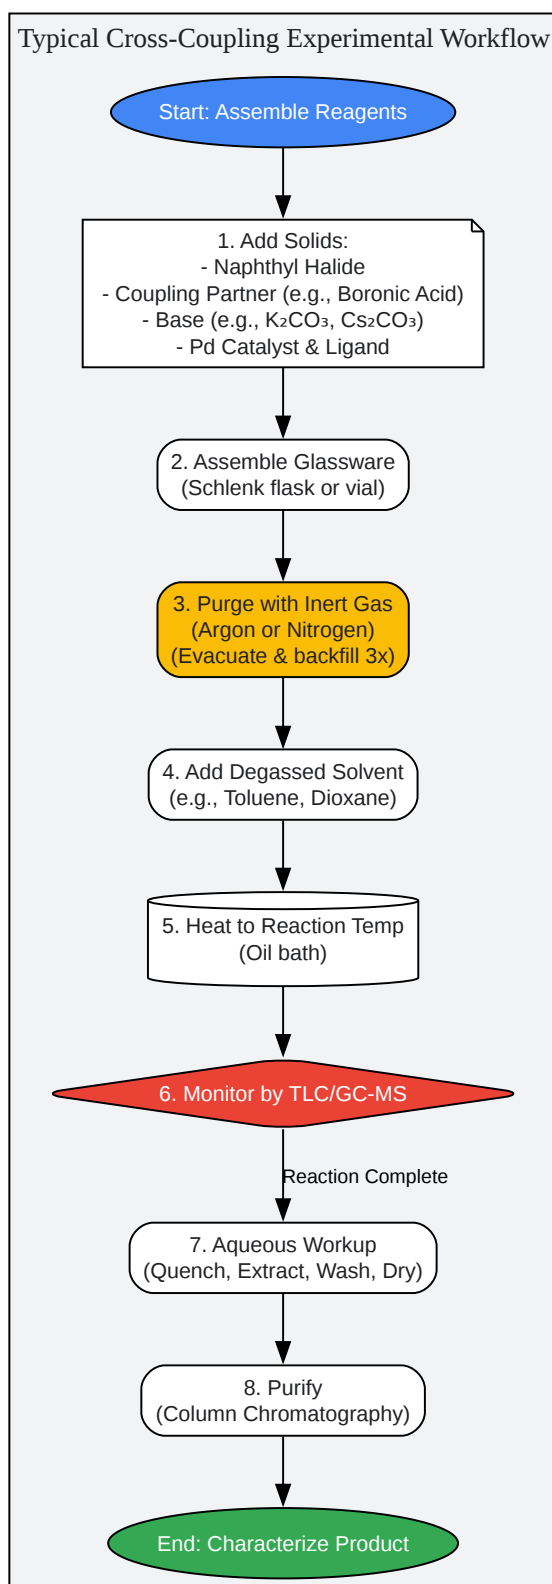 Typical Cross-Coupling Experimental Workflow
Start: Assemble Reagents
1. Add Solids:
- Naphthyl Halide
- Coupling Partner (e.g., Boronic Acid)
- Base (e.g., K₂CO₃, Cs₂CO₃)
- Pd Catalyst & Ligand
2. Assemble Glassware
(Schlenk flask or vial)
3. Purge with Inert Gas
(Argon or Nitrogen)
(Evacuate & backfill 3x)
4. Add Degassed Solvent
(e.g., Toluene, Dioxane)
5. Heat to Reaction Temp
(Oil bath)
6. Monitor by TLC/GC-MS
Reaction Complete
7. Aqueous Workup
(Quench, Extract, Wash, Dry)
8. Purify
(Column Chromatography)
End: Characterize Product